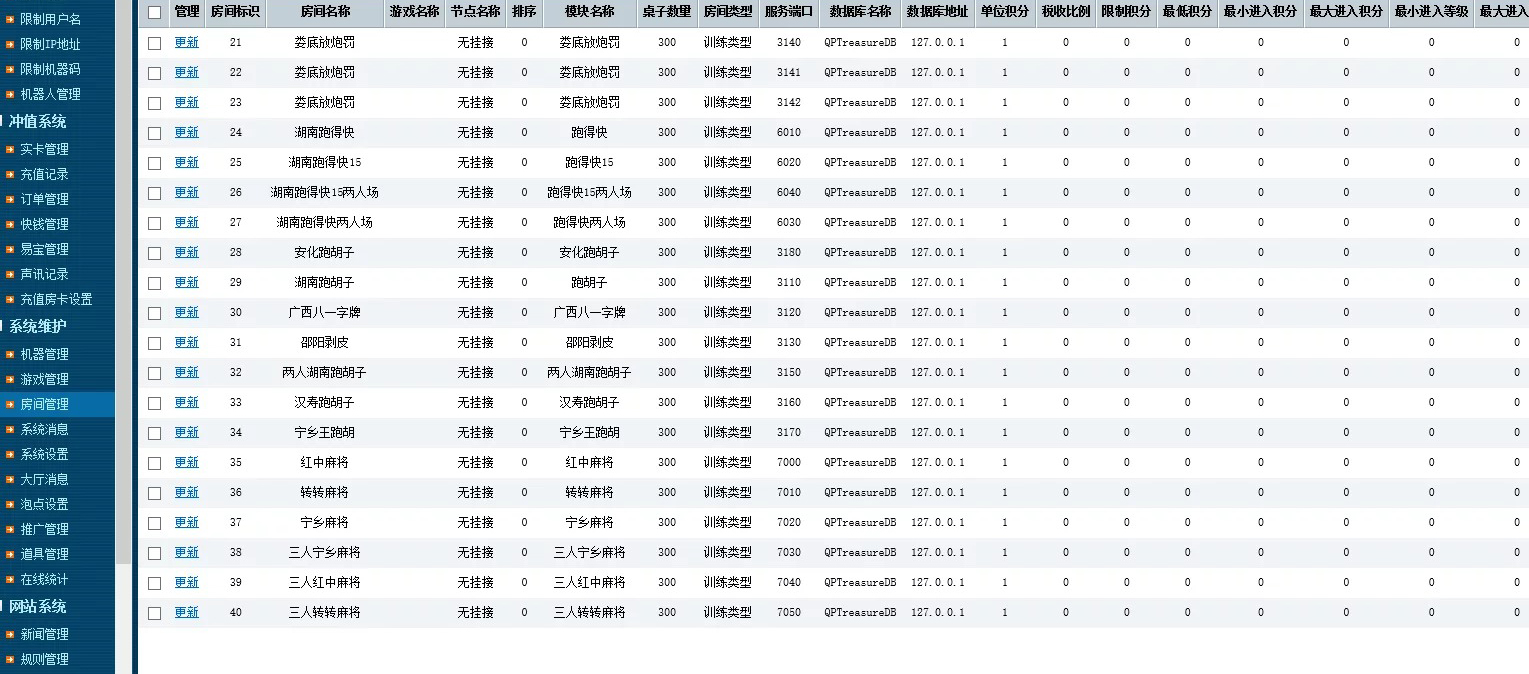 限制用户名
限制IP地址
限制机器码
机器人管理
冲值系统
实卡管理
充值记录
订单管理
快钱管理
易宝管理
声讯记录
充值房卡设置
系统维护
机器管理
游戏管理
房间管理
系统消息
系统设置
大厅消息
泡点设置
推广管理
道具管理
在线统计
网站系统
新闻管理
规则管理
管理 房间标识 房间名称 游戏名称 节点名称 排序 模块名称 桌子数量 房间类型 服务端口 数据库名称 数据库地址 单位积分 税收比例 限制积分 最低积分 最小进入积分 最大进入积分 最小进入等级 最大进入
更新 21 娄底放炮罚 无挂接 0 娄底放炮罚 300 训练类型 3140 QPTreasureDB 127.0.0.1 1 0 0 0 0 0 0 0
更新 22 娄底放炮罚 无挂接 0 娄底放炮罚 300 训练类型 3141 QPTreasureDB 127.0.0.1 1 0 0 0 0 0 0 0
更新 23 娄底放炮罚 无挂接 0 娄底放炮罚 300 训练类型 3142 QPTreasureDB 127.0.0.1 1 0 0 0 0 0 0 0
更新 24 湖南跑得快 无挂接 0 跑得快 300 训练类型 6010 QPTreasureDB 127.0.0.1 1 0 0 0 0 0 0 0
更新 25 湖南跑得快15 无挂接 0 跑得快15 300 训练类型 6020 QPTreasureDB 127.0.0.1 1 0 0 0 0 0 0 0
更新 26 湖南跑得快15两人场 无挂接 0 跑得快15两人场 300 训练类型 6040 QPTreasureDB 127.0.0.1 1 0 0 0 0 0 0 0
更新 27 湖南跑得快两人场 无挂接 0 跑得快两人场 300 训练类型 6030 QPTreasureDB 127.0.0.1 1 0 0 0 0 0 0 0
更新 28 安化跑胡子 无挂接 0 安化跑胡子 300 训练类型 3180 QPTreasureDB 127.0.0.1 1 0 0 0 0 0 0 0
更新 29 湖南跑胡子 无挂接 0 跑胡子 300 训练类型 3110 QPTreasureDB 127.0.0.1 1 0 0 0 0 0 0 0
更新 30 广西八一字牌 无挂接 0 广西八一字牌 300 训练类型 3120 QPTreasureDB 127.0.0.1 1 0 0 0 0 0 0 0
更新 31 邵阳剥皮 无挂接 0 邵阳剥皮 300 训练类型 3130 QPTreasureDB 127.0.0.1 1 0 0 0 0 0 0 0
更新 32 两人湖南跑胡子 无挂接 0 两人湖南跑胡子 300 训练类型 3150 QPTreasureDB 127.0.0.1 1 0 0 0 0 0 0 0
更新 33 汉寿跑胡子 无挂接 0 汉寿跑胡子 300 训练类型 3160 QPTreasureDB 127.0.0.1 1 0 0 0 0 0 0 0
更新 34 宁乡王跑胡 无挂接 0 宁乡王跑胡 300 训练类型 3170 QPTreasureDB 127.0.0.1 1 0 0 0 0 0 0 0
更新 35 红中麻将 无挂接 0 红中麻将 300 训练类型 7000 QPTreasureDB 127.0.0.1 1 0 0 0 0 0 0 0
更新 36 转转麻将 无挂接 0 转转麻将 300 训练类型 7010 QPTreasureDB 127.0.0.1 1 0 0 0 0 0 0 0
更新 37 宁乡麻将 无挂接 0 宁乡麻将 300 训练类型 7020 QPTreasureDB 127.0.0.1 1 0 0 0 0 0 0 0
更新 38 三人宁乡麻将 无挂接 0 三人宁乡麻将 300 训练类型 7030 QPTreasureDB 127.0.0.1 1 0 0 0 0 0 0 0
更新 39 三人红中麻将 无挂接 0 三人红中麻将 300 训练类型 7040 QPTreasureDB 127.0.0.1 1 0 0 0 0 0 0 0
更新 40 三人转转麻将 无挂接 0 三人转转麻将 300 训练类型 7050 QPTreasureDB 127.0.0.1 1 0 0 0 0 0 0 0